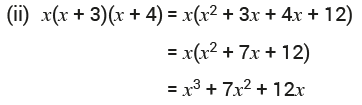 (ii) x(x + 3)(x + 4) = x(x² + 3x + 4x + 12)
= x(x² + 7x + 12)
= x³ + 7x² + 12x